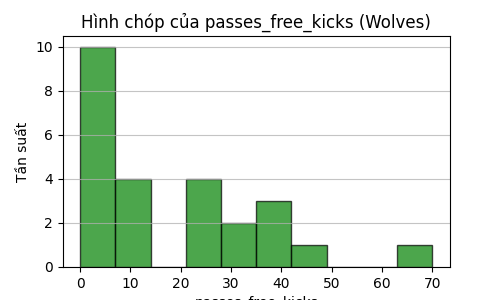 Hình chóp của passes_free_kicks (Wolves)
10
8
6
4
2
0
Tần suất
0 10 20 30 40 50 60 70
passes_free_kicks